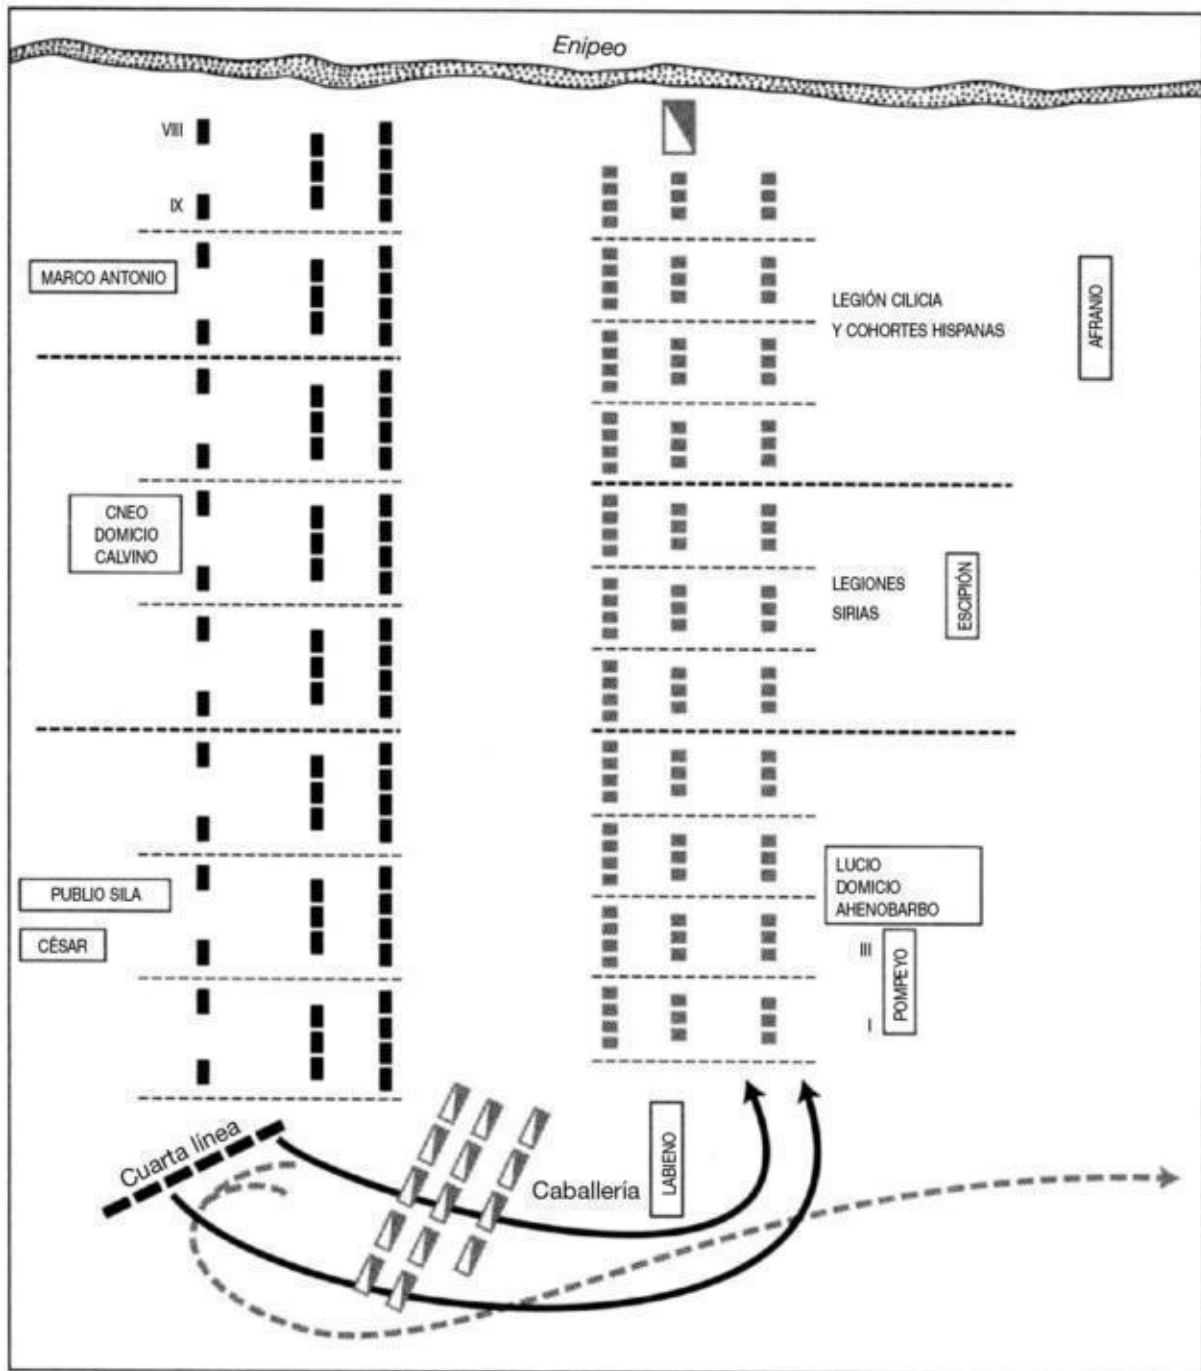 Enipeo
VIII
IX
MARCO ANTONIO
CNEO
DOMICIO
CALVINO
PUBLIO SILA
CÉSAR
LEGIÓN CILICIA
Y COHORTES HISPANAS
AFRANIO
LEGIONES
SIRIAS
ESCIPIÓN
LUCIO
DOMICIO
AHENOBARBO
III
I
POMPEYO
Cuarta línea
Caballería
LABIENO